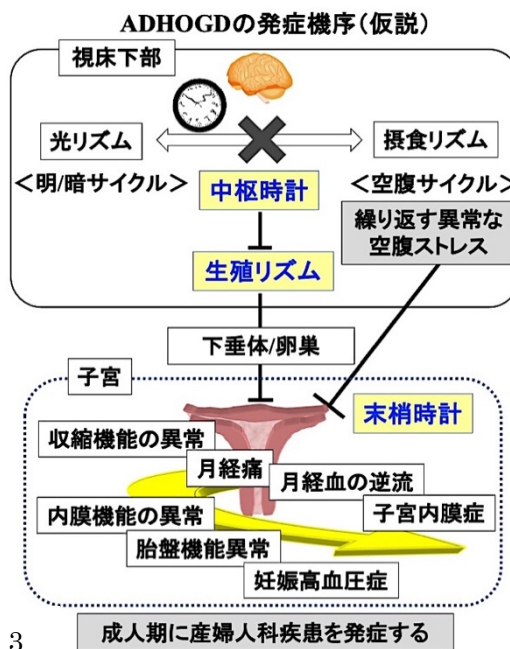 ADHOGDの発症機序(仮説)
視床下部
光リズム
摂食リズム
<明/暗サイクル>
<空腹サイクル>
中枢時計
繰り返す異常な
空腹ストレス
生殖リズム
下垂体/卵巣
子宮
末梢時計
収縮機能の異常
月経痛
月経血の逆流
子宮内膜症
内膜機能の異常
胎盤機能異常
妊娠高血圧症
成人期に産婦人科疾患を発症する
3